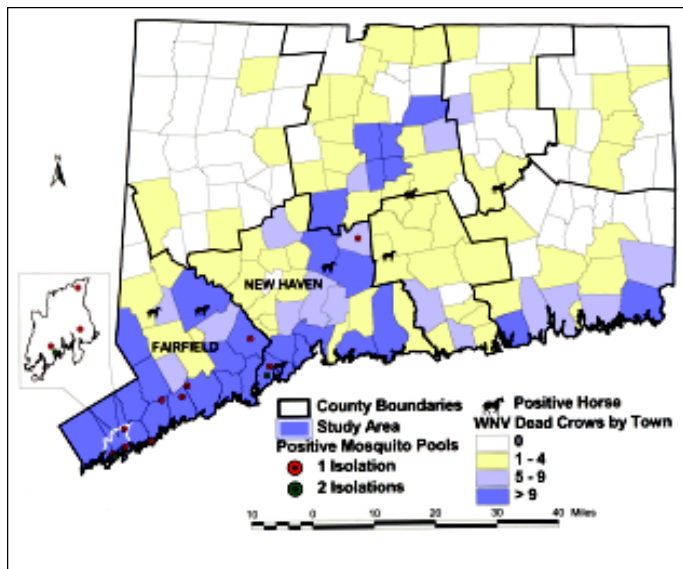 N
NEW HAVEN
FAIRFIELD
County Boundaries
Study Area
Positive Mosquito Pools
1 Isolation
2 Isolations
Positive Horse
WNV Dead Crows by Town
0
1 - 4
5 - 9
> 9
10 0 10 20 30 40 Miles